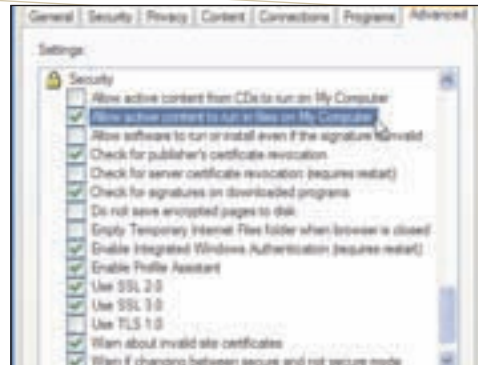 General Security Privacy Content Connections Programs Advanced
Settings:
Security
Allow active content from CDs to run on My Computer
Allow active content to run in files on My Computer
Allow software to run or install even if the signature is invalid
Check for publisher's certificate revocation
Check for server certificate revocation (requires restart)
Check for signatures on downloaded programs
Do not save encrypted pages to disk
Empty Temporary Internet Files folder when browser is closed
Enable Integrated Windows Authentication (requires restart)
Enable Profile Assistant
Use SSL 2.0
Use SSL 3.0
Use TLS 1.0
Warn about invalid site certificates
Warn if changing between secure and not secure mode